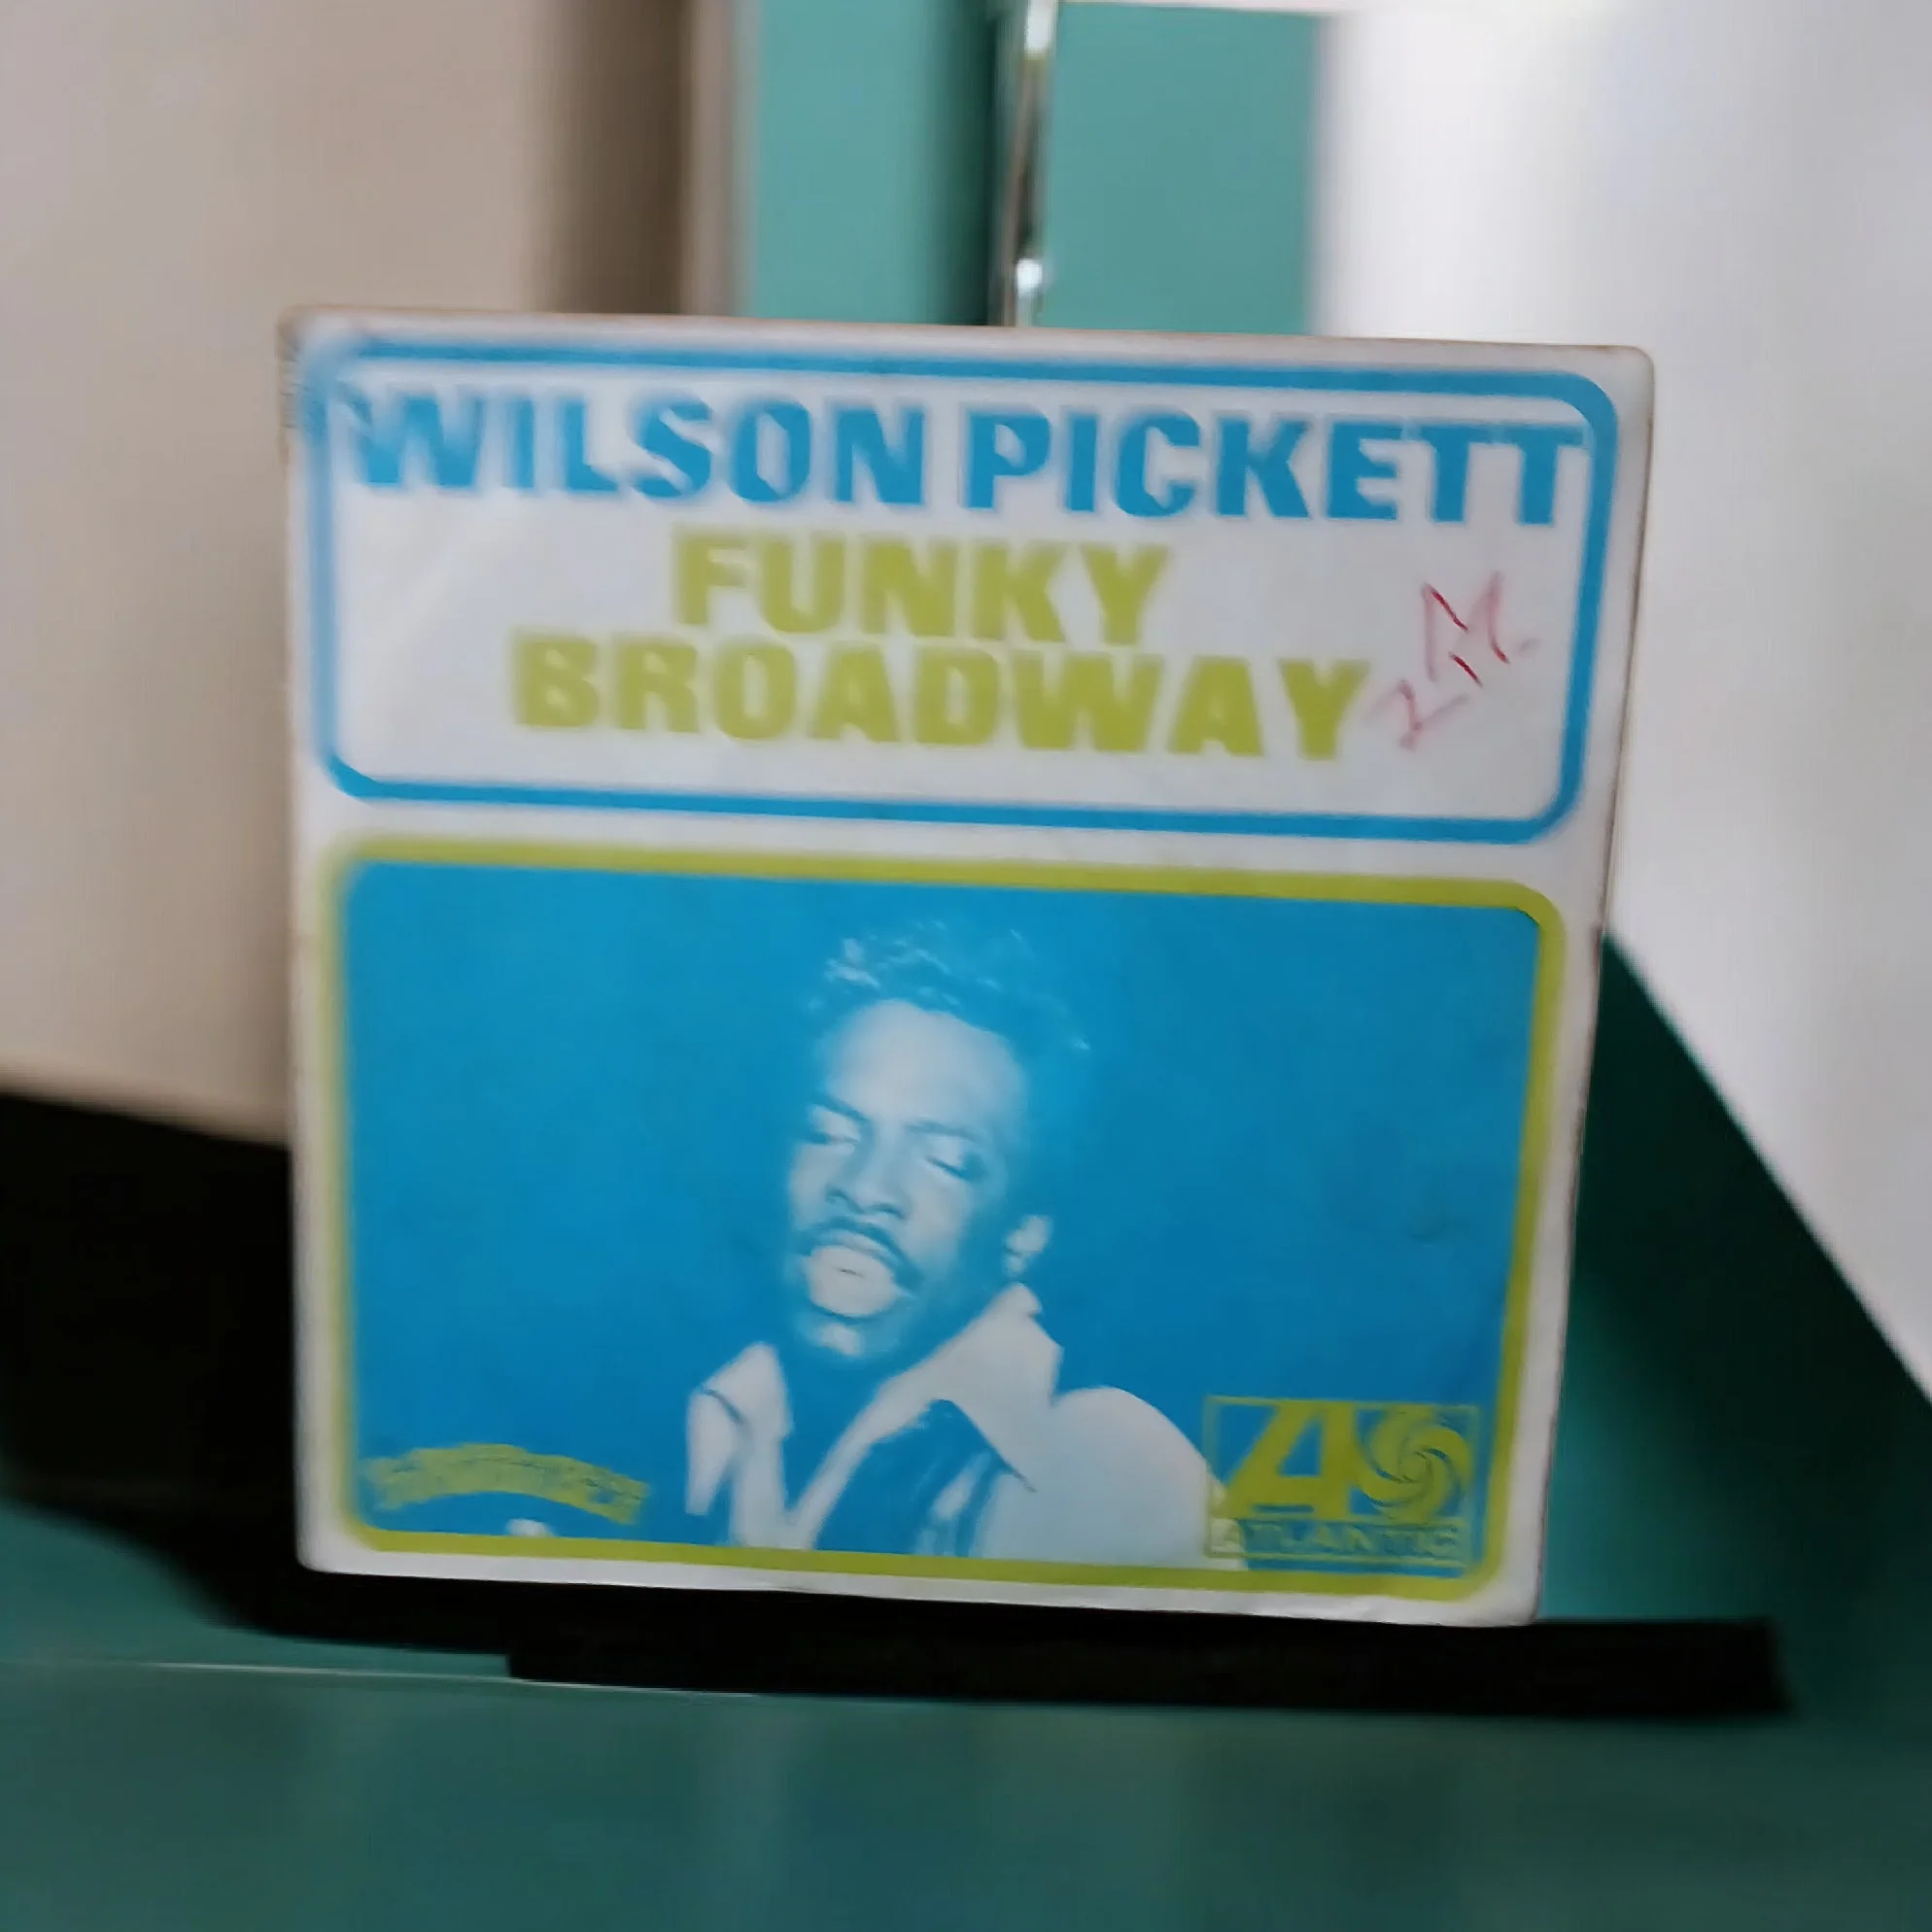 WILSON PICKETT
FUNKY
BROADWAY
ATLANTIC